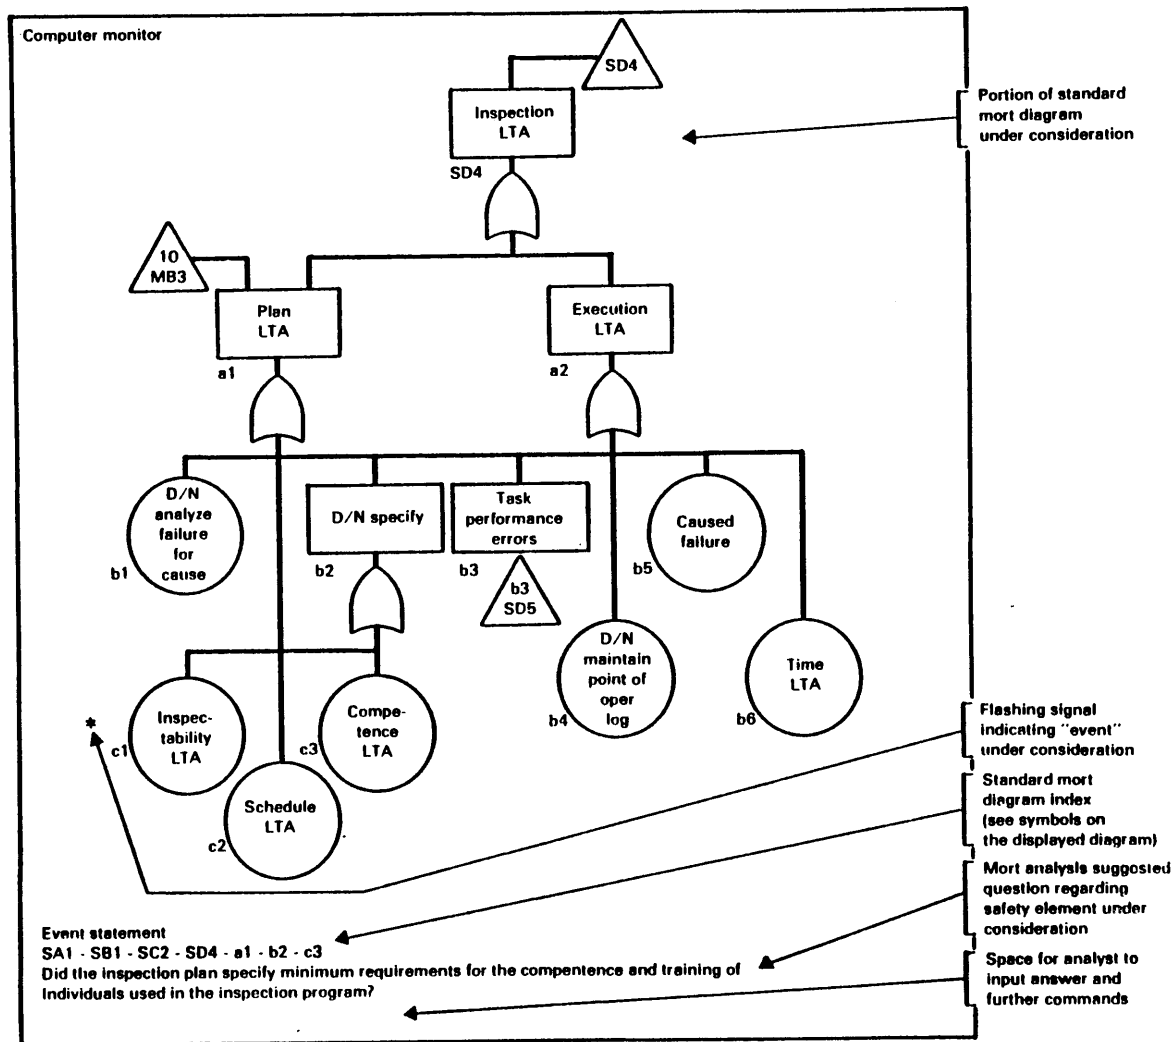 Computer monitor
SD4
Inspection
LTA
SD4
Portion of standard
mort diagram
under consideration
10
MB3
Plan
LTA
a1
Execution
LTA
a2
D/N
analyze
failure
for
cause
b1
D/N specify
b2
Task
performance
errors
b3
b3
SD5
Caused
failure
b5
D/N
maintain
point of
oper
log
b4
Time
LTA
b6
*
Inspec-
tability
LTA
c1
Schedule
LTA
c2
Compe-
tence
LTA
c3
Flashing signal
indicating "event"
under consideration
Standard mort
diagram index
(see symbols on
the displayed diagram)
Mort analysis suggosted
question regarding
safety element under
consideration
Space for analyst to
input answer and
further commands
Event statement
SA1 - SB1 - SC2 - SD4 - a1 - b2 - c3
Did the inspection plan specify minimum requirements for the compentence and training of
Individuals used in the inspection program?